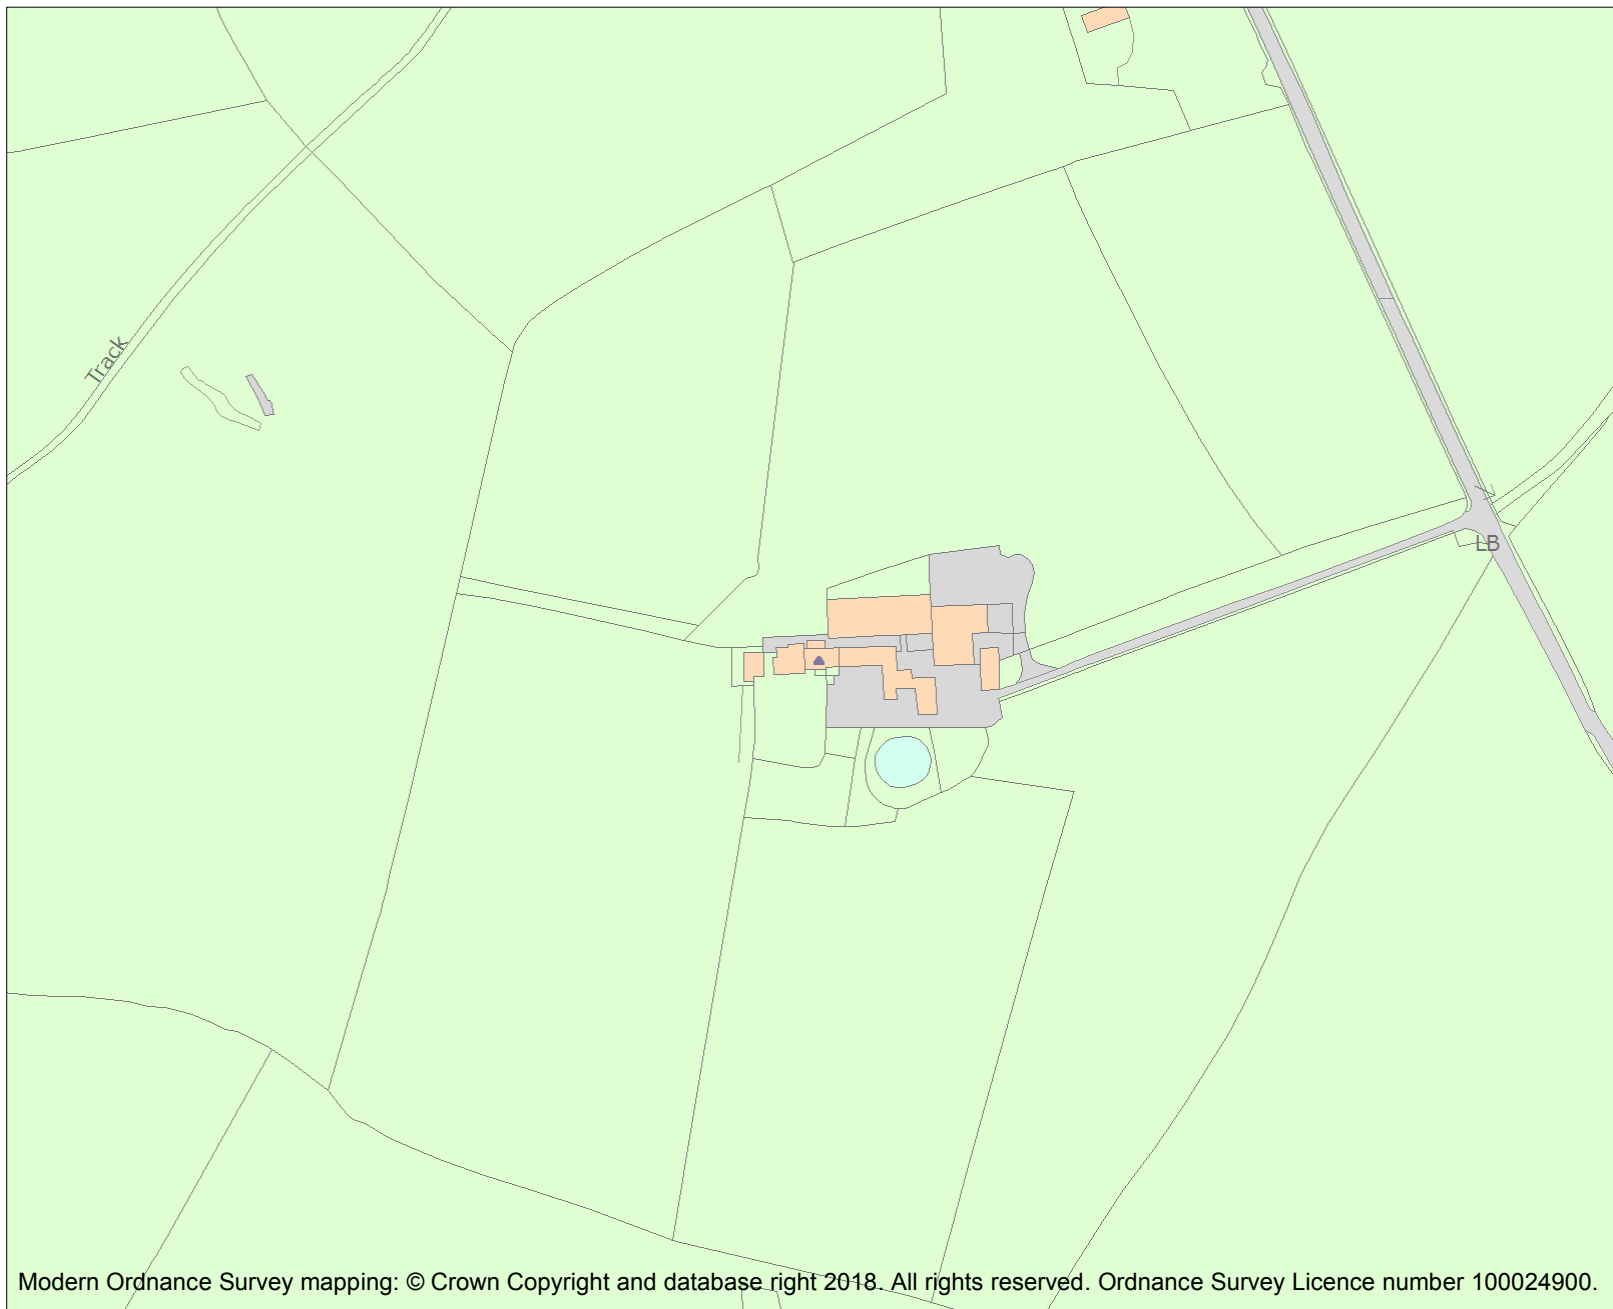 Track
LB
Modern Ordnance Survey mapping: © Crown Copyright and database right 2018. All rights reserved. Ordnance Survey Licence number 100024900.